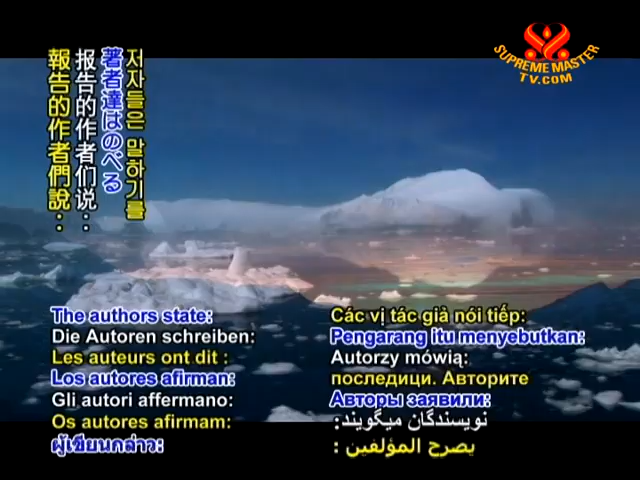 SUPREME MASTER
TV.COM
報告的作者們說：
报告的作者们说：
著者達はのべる
저자들은 말하기를
The authors state:
Die Autoren schreiben:
Les auteurs ont dit :
Los autores afirman:
Gli autori affermano:
Os autores afirmam:
ผู้เขียนกล่าว:
Các vị tác giả nói tiếp:
Pengarang itu menyebutkan:
Autorzy mówią:
последици. Авторите
Авторы заявили:
نویسندگان میگویند:
يصرح المؤلفين :